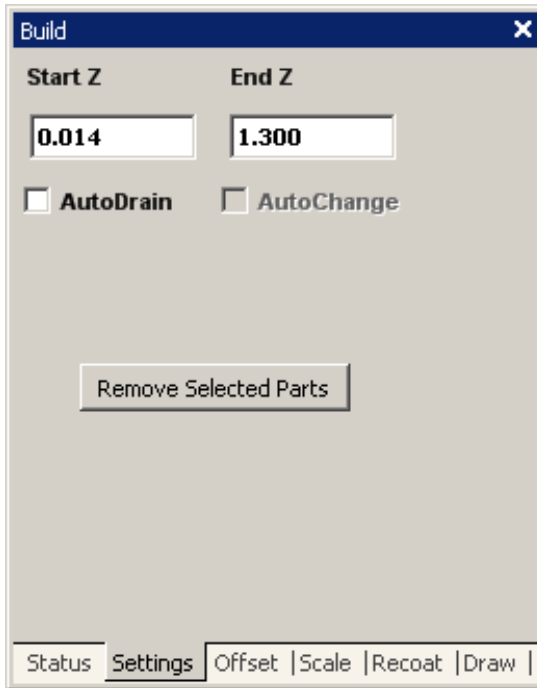 Build
Start Z End Z
0.014 1.300
AutoDrain AutoChange
Remove Selected Parts
Status Settings Offset Scale Recoat Draw